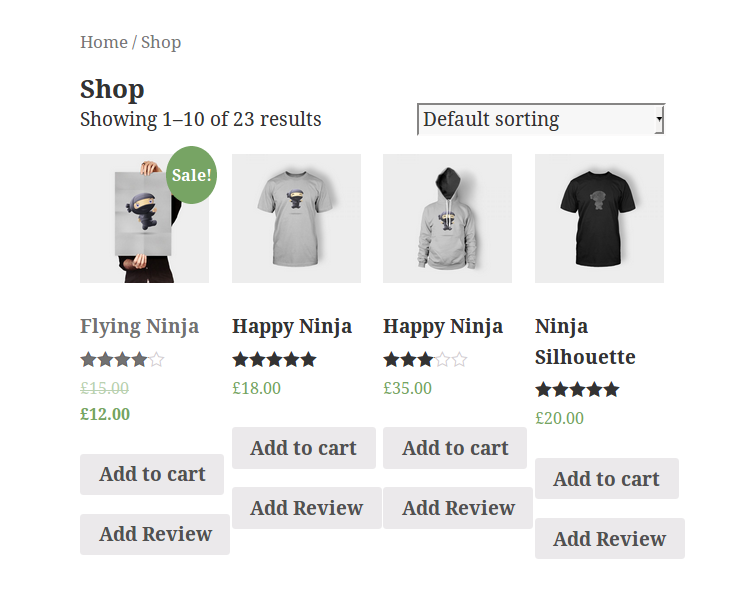 Home / Shop
Shop
Showing 1–10 of 23 results
Default sorting
Sale!
Flying Ninja
£15.00
£12.00
Add to cart
Add Review
Happy Ninja
£18.00
Add to cart
Add Review
Happy Ninja
£35.00
Add to cart
Add Review
Ninja
Silhouette
£20.00
Add to cart
Add Review